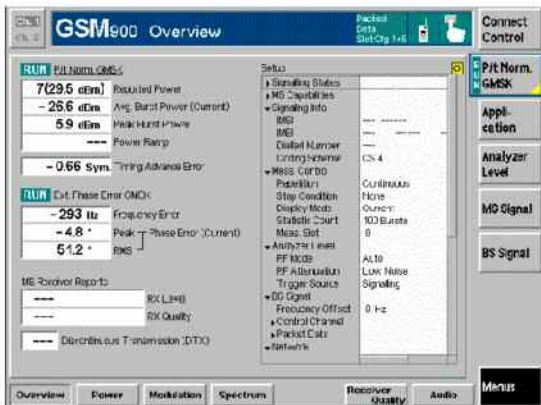 GSM900 Overview
Packed
Data
Slot Cfg 1+6
Connect
Control
RUN P/t Norm. GMSK
7(29.5 dBm) Reported Power
- 26.6 dBm Avg. Burst Power (Current)
5.9 dBm Peak Burst Power
--- Power Ramp
- 0.66 Sym. Timing Advance Error
RUN Ext. Phase Error GMSK
- 293 Hz Frequency Error
- 4.8 ° Peak Phase Error (Current)
51.2 ° RMS
MS Receiver Reports
--- RX Level
--- RX Quality
--- Discontinuous Transmission (DTX)
Setup
Signalling States
MS Capabilities
Signaling Info
IMSI
IMEI
Dialled Number ---
Coding Scheme CS 4
Meas. Control
Repetition Continuous
Stop Condition None
Display Mode Current
Statistic Count 100 Bursts
Meas. Slot
Analyzer Level
RF Mode Auto
RF Attenuation Low Noise
Trigger Source Signaling
BS Signal
Frequency Offset 0 Hz
Control Channel
Packet Data
Network
P/t Norm.
GMSK
Appli-
cation
Analyzer
Level
MS Signal
BS Signal
Overview Power Modulation Spectrum Receiver Quality Audio Menus